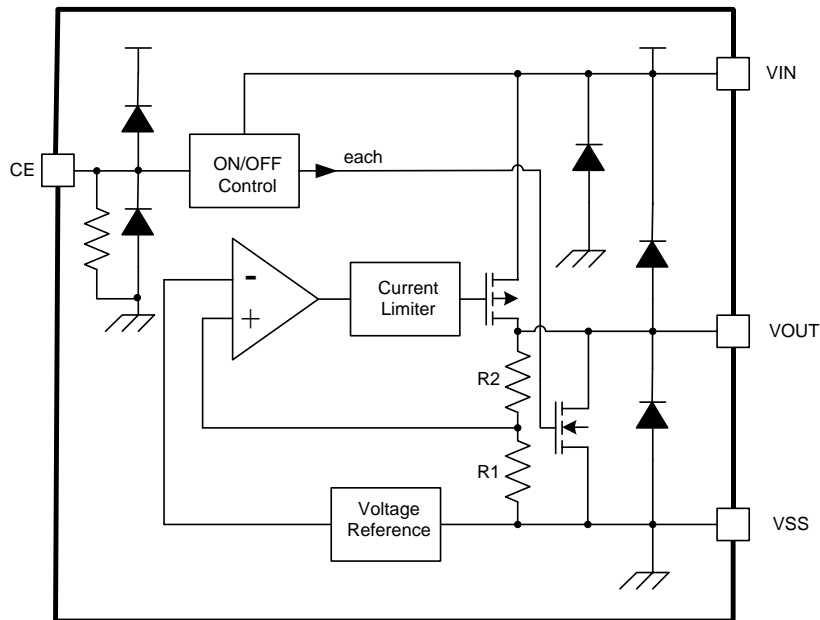 VIN
CE
ON/OFF
Control
each
-
+
Current
Limiter
VOUT
R2
R1
Voltage
Reference
VSS